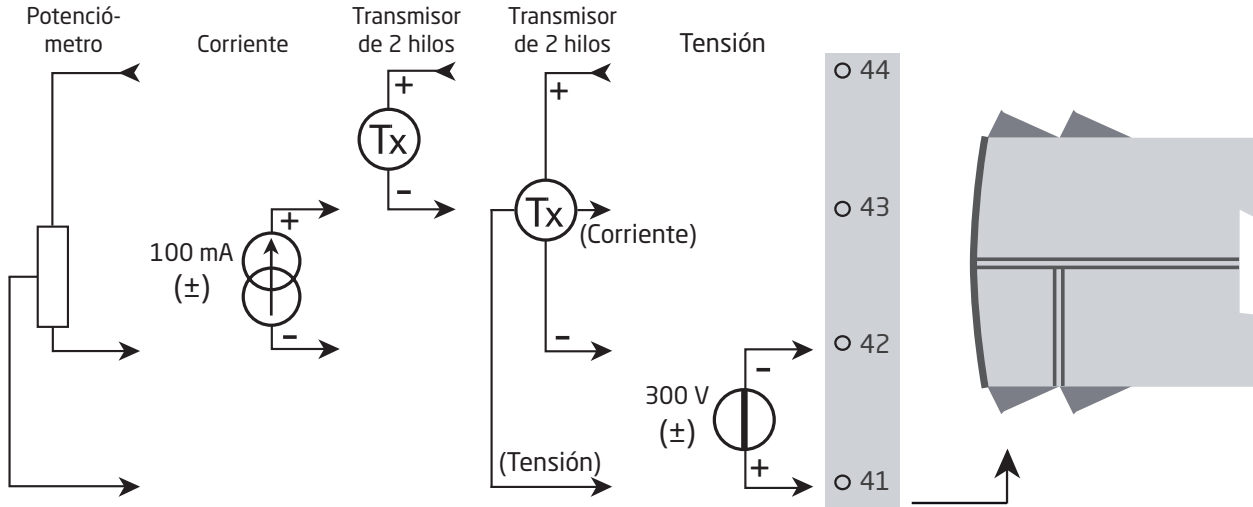 Potenció-
metro
Corriente
Transmisor
de 2 hilos
Transmisor
de 2 hilos
Tensión
+
Tx
-
+
Tx
(Corriente)
-
(Tensión)
100 mA
(±)
+
-
300 V
(±)
-
+
44
43
42
41